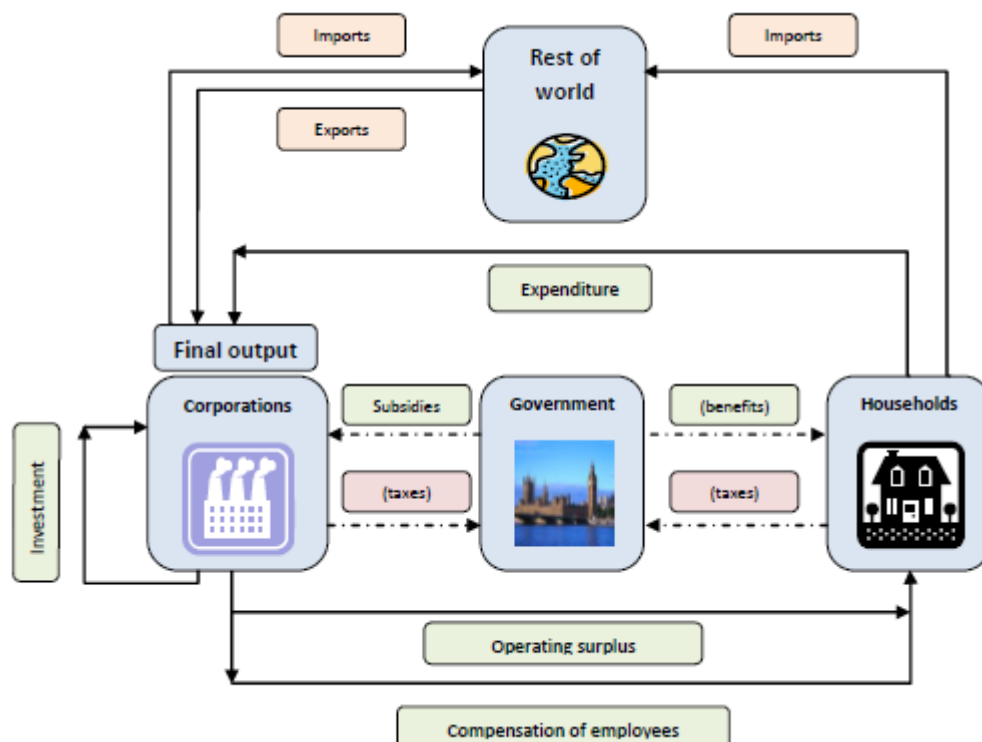 Imports
Imports
Rest of
world
Exports
Expenditure
Final output
Corporations
Subsidies
Government
(benefits)
Households
(taxes)
(taxes)
Investment
Operating surplus
Compensation of employees